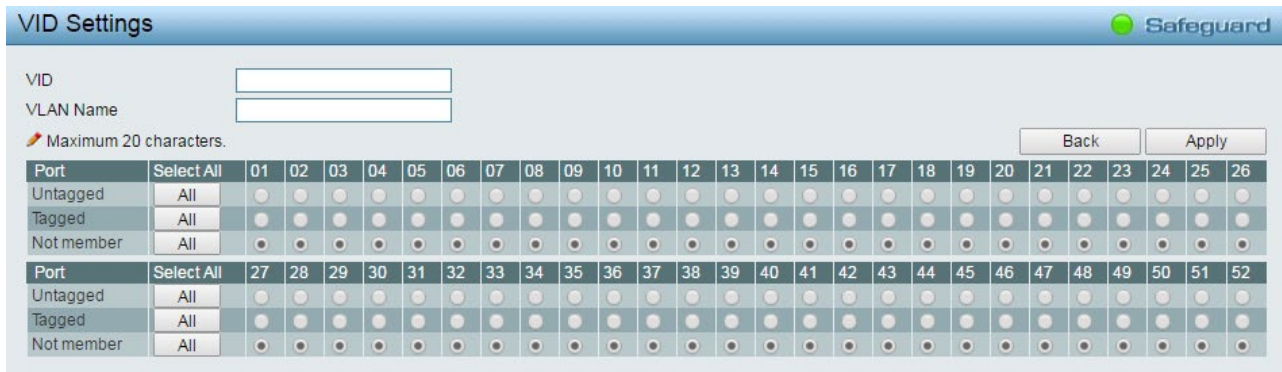 VID Settings
Safeguard
VID
VLAN Name
Maximum 20 characters.
Back Apply
Port Select All 01 02 03 04 05 06 07 08 09 10 11 12 13 14 15 16 17 18 19 20 21 22 23 24 25 26
Untagged All
Tagged All
Not member All
Port Select All 27 28 29 30 31 32 33 34 35 36 37 38 39 40 41 42 43 44 45 46 47 48 49 50 51 52
Untagged All
Tagged All
Not member All